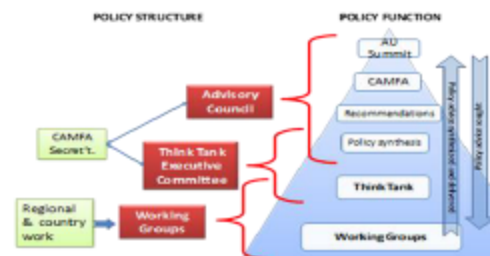 POLICY STRUCTURE
POLICY FUNCTION
AU
Summit
CAMFA
Recommendations
Policy synthesis
Think Tank
Working Groups
Advisory
Council
CAMFA
Secret't.
Think Tank
Executive
Committee
Regional
& country
work
Working
Groups